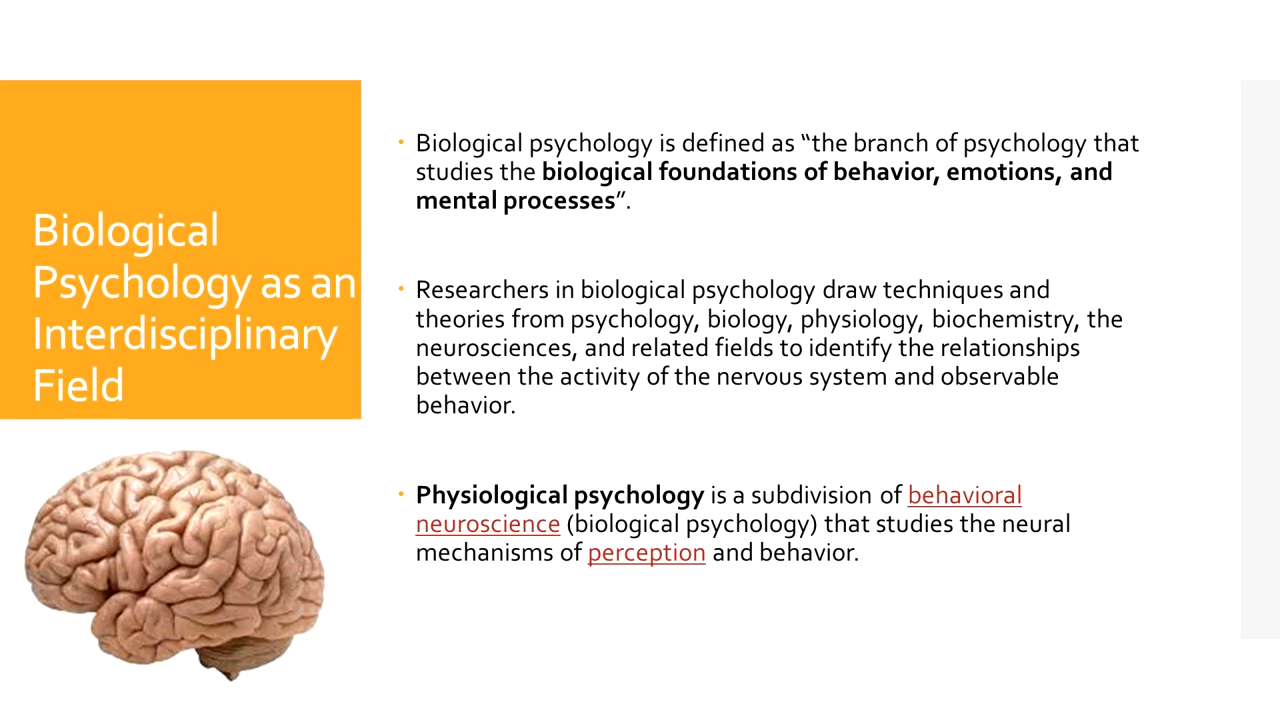 Biological
Psychology as an
Interdisciplinary
Field
• Biological psychology is defined as “the branch of psychology that
studies the biological foundations of behavior, emotions, and
mental processes”.
• Researchers in biological psychology draw techniques and
theories from psychology, biology, physiology, biochemistry, the
neurosciences, and related fields to identify the relationships
between the activity of the nervous system and observable
behavior.
• Physiological psychology is a subdivision of behavioral
neuroscience (biological psychology) that studies the neural
mechanisms of perception and behavior.